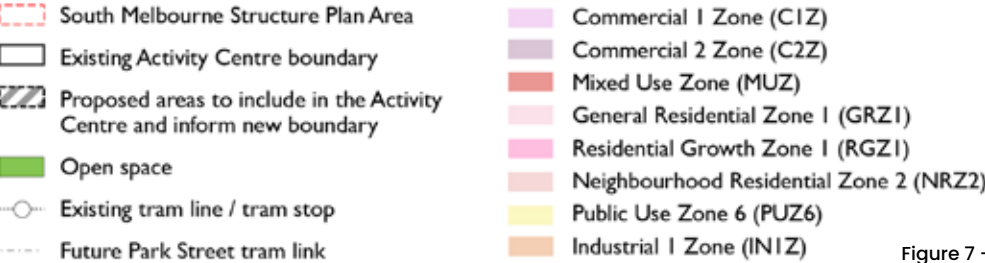 South Melbourne Structure Plan Area
Existing Activity Centre boundary
Proposed areas to include in the Activity
Centre and inform new boundary
Open space
Existing tram line / tram stop
Future Park Street tram link
Commercial 1 Zone (C1Z)
Commercial 2 Zone (C2Z)
Mixed Use Zone (MUZ)
General Residential Zone 1 (GRZ1)
Residential Growth Zone 1 (RGZ1)
Neighbourhood Residential Zone 2 (NRZ2)
Public Use Zone 6 (PUZ6)
Industrial 1 Zone (IN1Z)
Figure 7 -